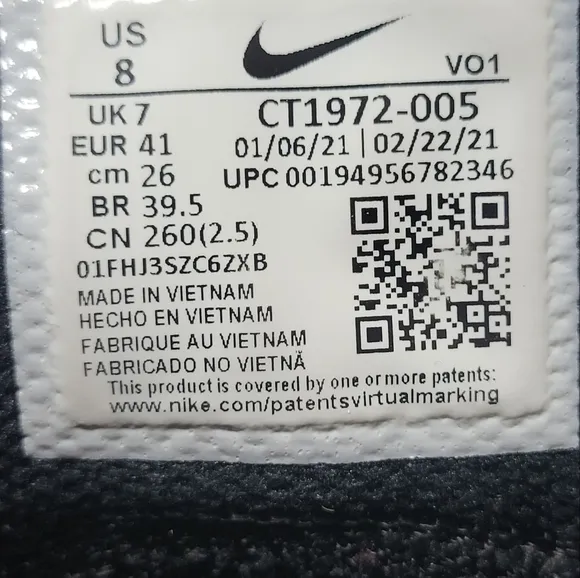 US
8
VO1
UK 7
CT1972-005
EUR 41
01/06/21 | 02/22/21
cm 26
UPC 00194956782346
BR 39.5
CN 260(2.5)
01FHJ3SZC6ZXB
MADE IN VIETNAM
HECHO EN VIETNAM
FABRIQUE AU VIETNAM
FABRICADO NO VIETNÃ
This product is covered by one or more patents:
www.nike.com/patentsvirtualmarking